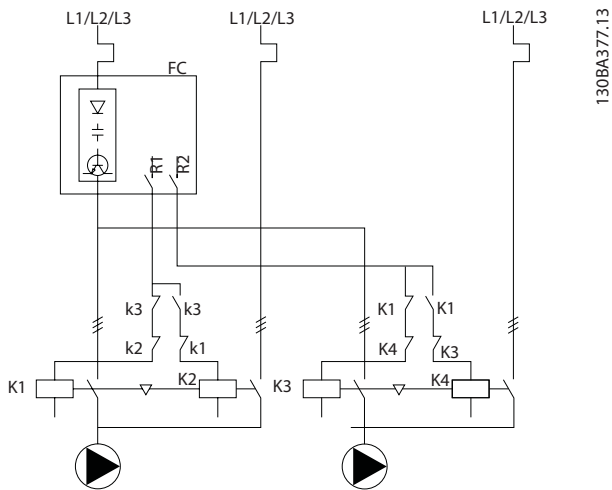 L1/L2/L3
L1/L2/L3
L1/L2/L3
130BA377.13
FC
R1
R2
k3
k3
K1
K1
k2
k1
K4
K3
K1
K2
K3
K4